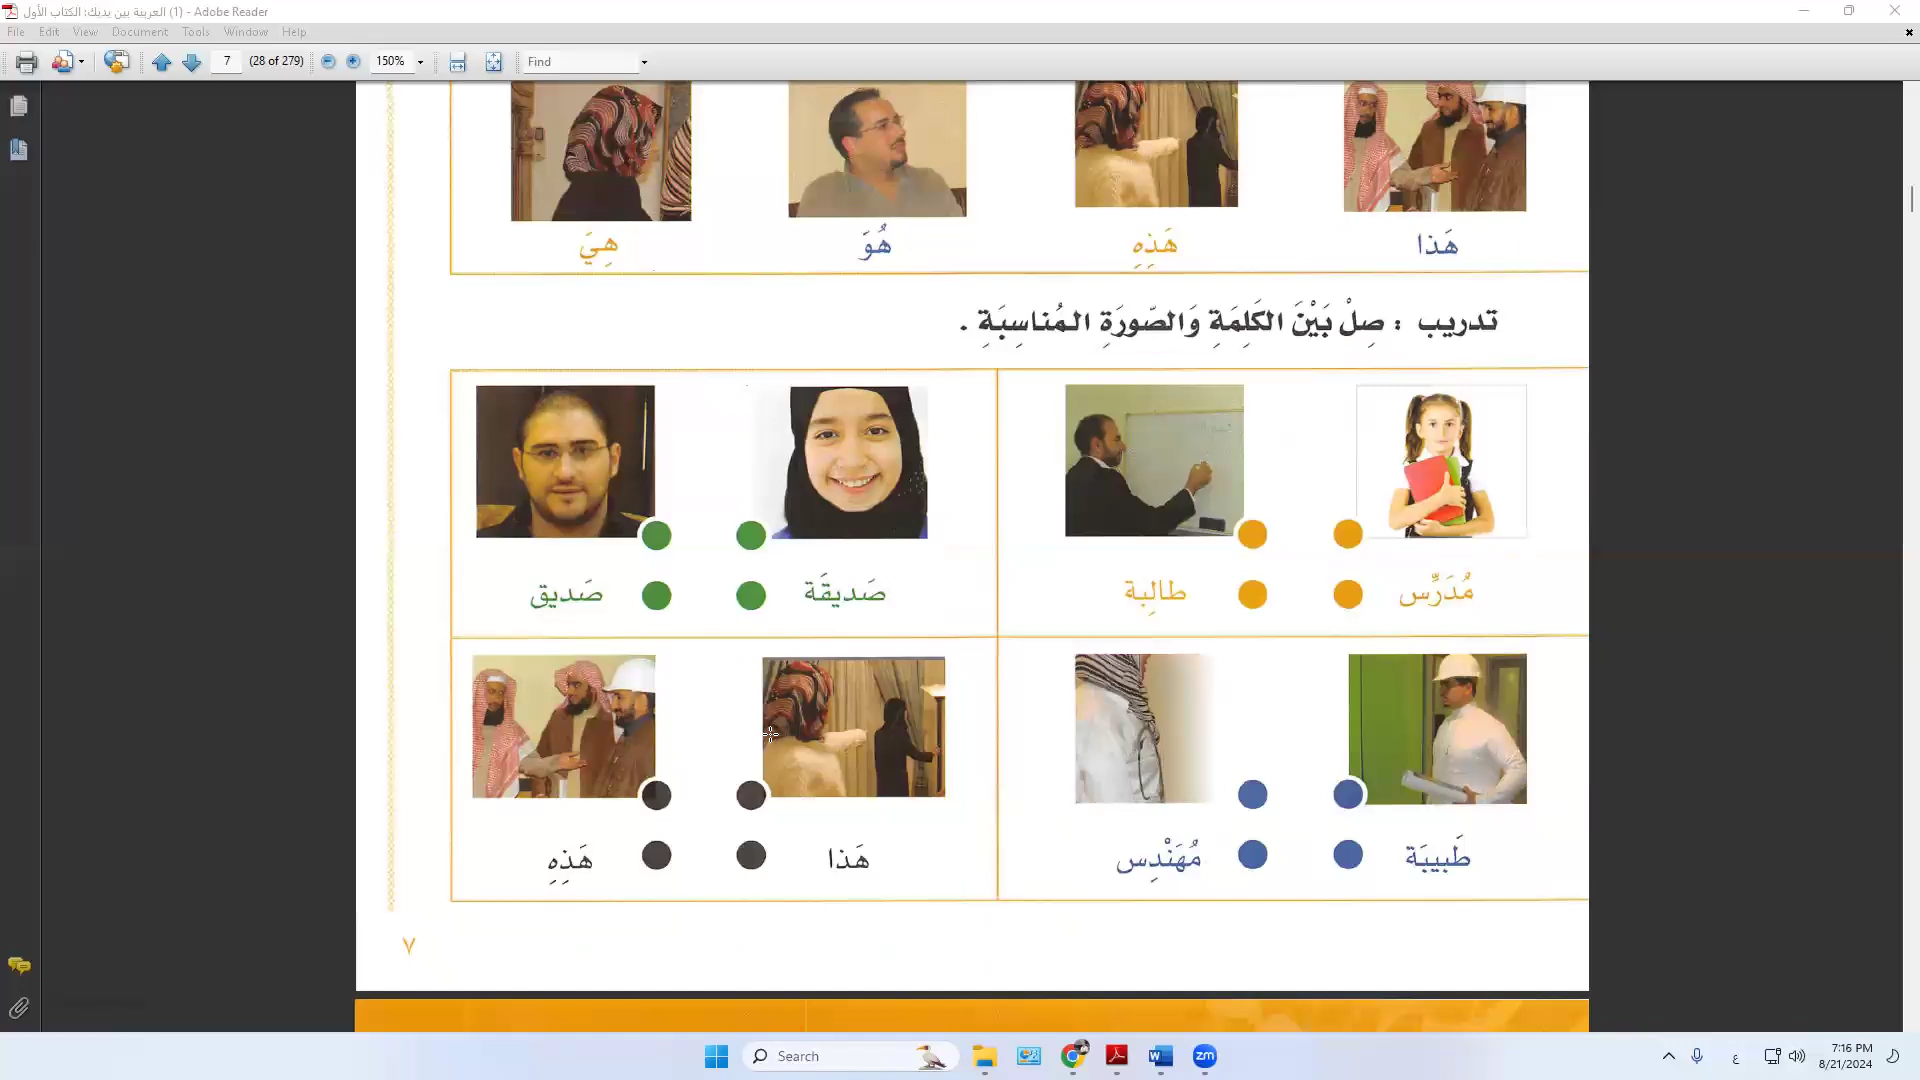 العربية بين يديك: الكتاب الأول (1) - Adobe Reader
File Edit View Document Tools Window Help
7 (28 of 279) 150% Find
هَذا هَذِهِ هُوَ هِيَ
تدريب : صِلْ بَيْنَ الكَلِمَةِ وَالصّورَةِ المُناسِبَةِ .
مُدَرِّس طالِبة صَديقَة صَديق
طَبيبَة مُهَنْدِس هَذا هَذِهِ
٧
Search
zm
ع
7:16 PM
8/21/2024